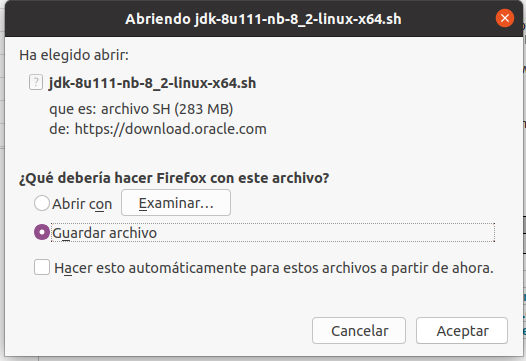 Abriendo jdk-8u111-nb-8_2-linux-x64.sh
Ha elegido abrir:
jdk-8u111-nb-8_2-linux-x64.sh
que es: archivo SH (283 MB)
de: https://download.oracle.com
¿Qué debería hacer Firefox con este archivo?
Abrir con Examinar...
Guardar archivo
Hacer esto automáticamente para estos archivos a partir de ahora.
Cancelar Aceptar